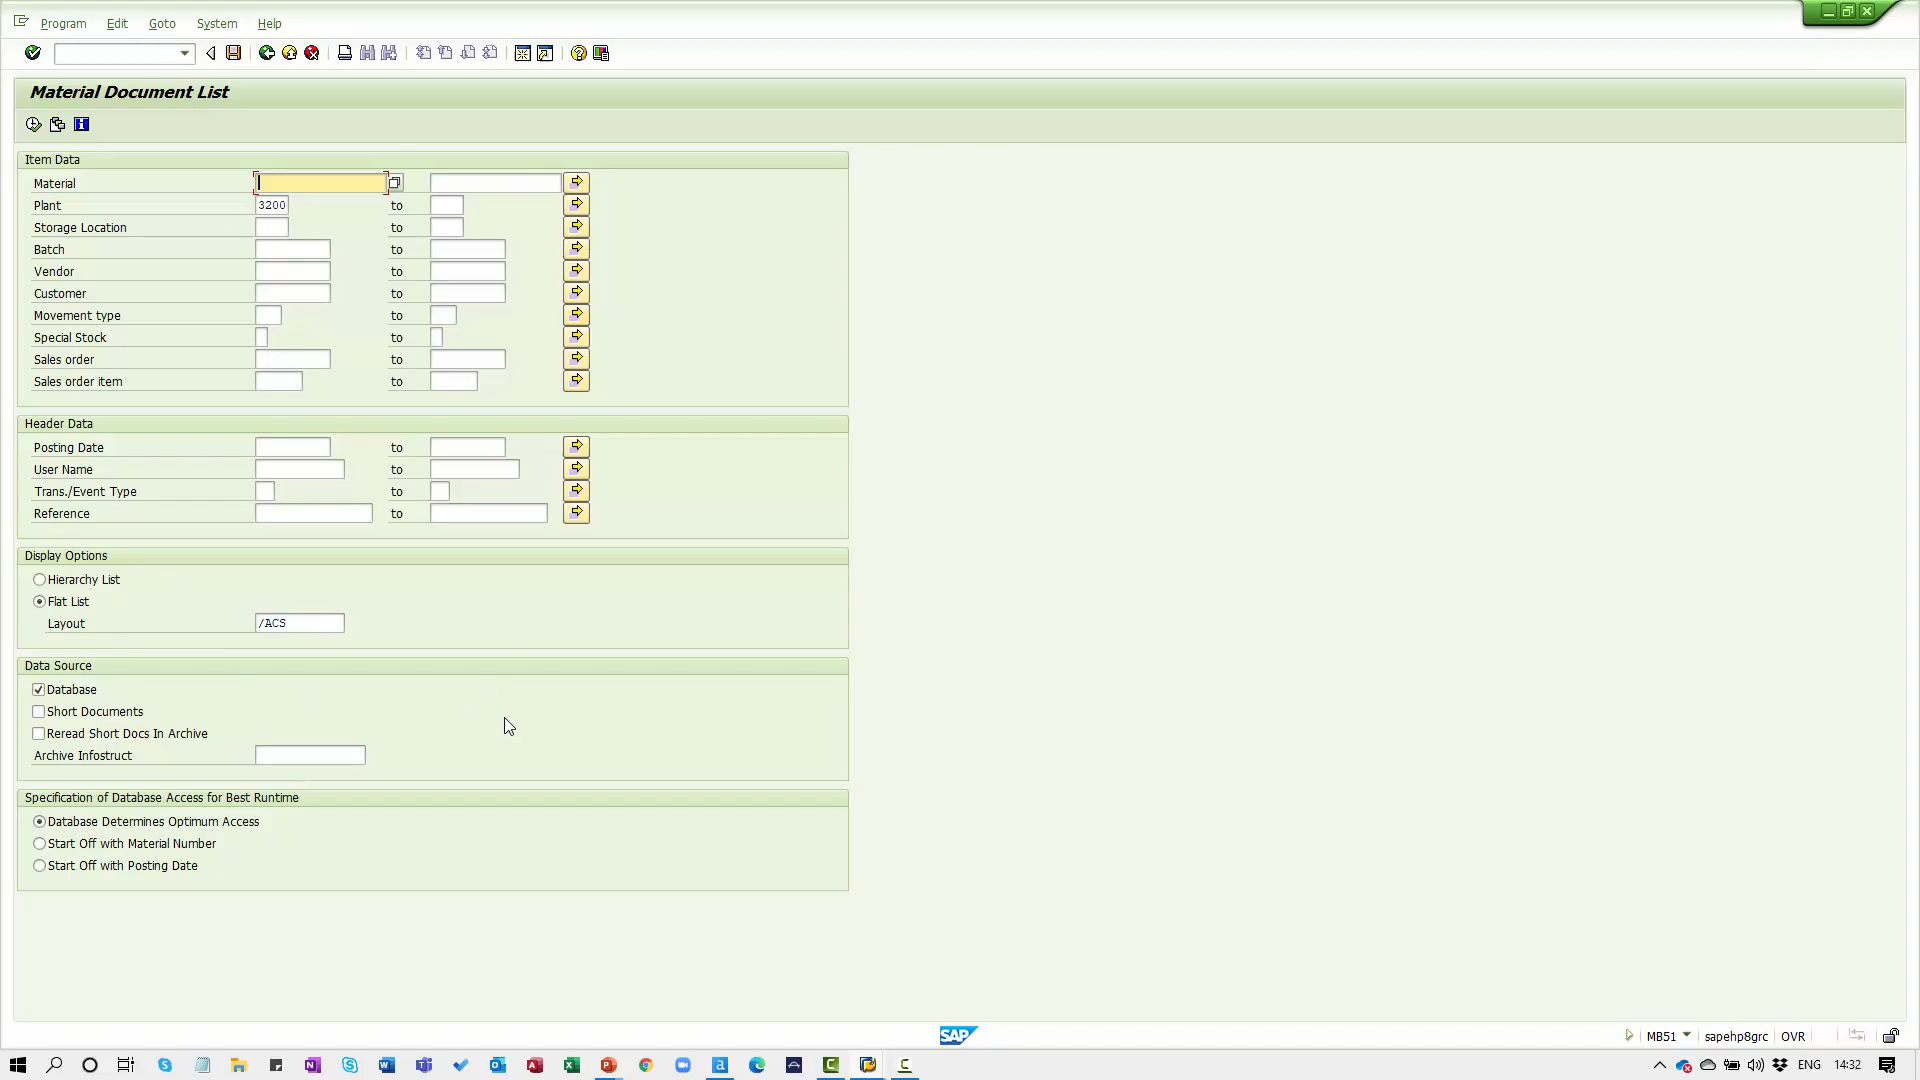 Program Edit Goto System Help
Material Document List
Item Data
Material
Plant 3200 to
Storage Location to
Batch to
Vendor to
Customer to
Movement type to
Special Stock to
Sales order to
Sales order item to
Header Data
Posting Date to
User Name to
Trans./Event Type to
Reference to
Display Options
Hierarchy List
Flat List
Layout /ACS
Data Source
Database
Short Documents
Reread Short Docs In Archive
Archive Infostruct
Specification of Database Access for Best Runtime
Database Determines Optimum Access
Start Off with Material Number
Start Off with Posting Date
SAP MB51 sapehp8grc OVR
ENG 14:32